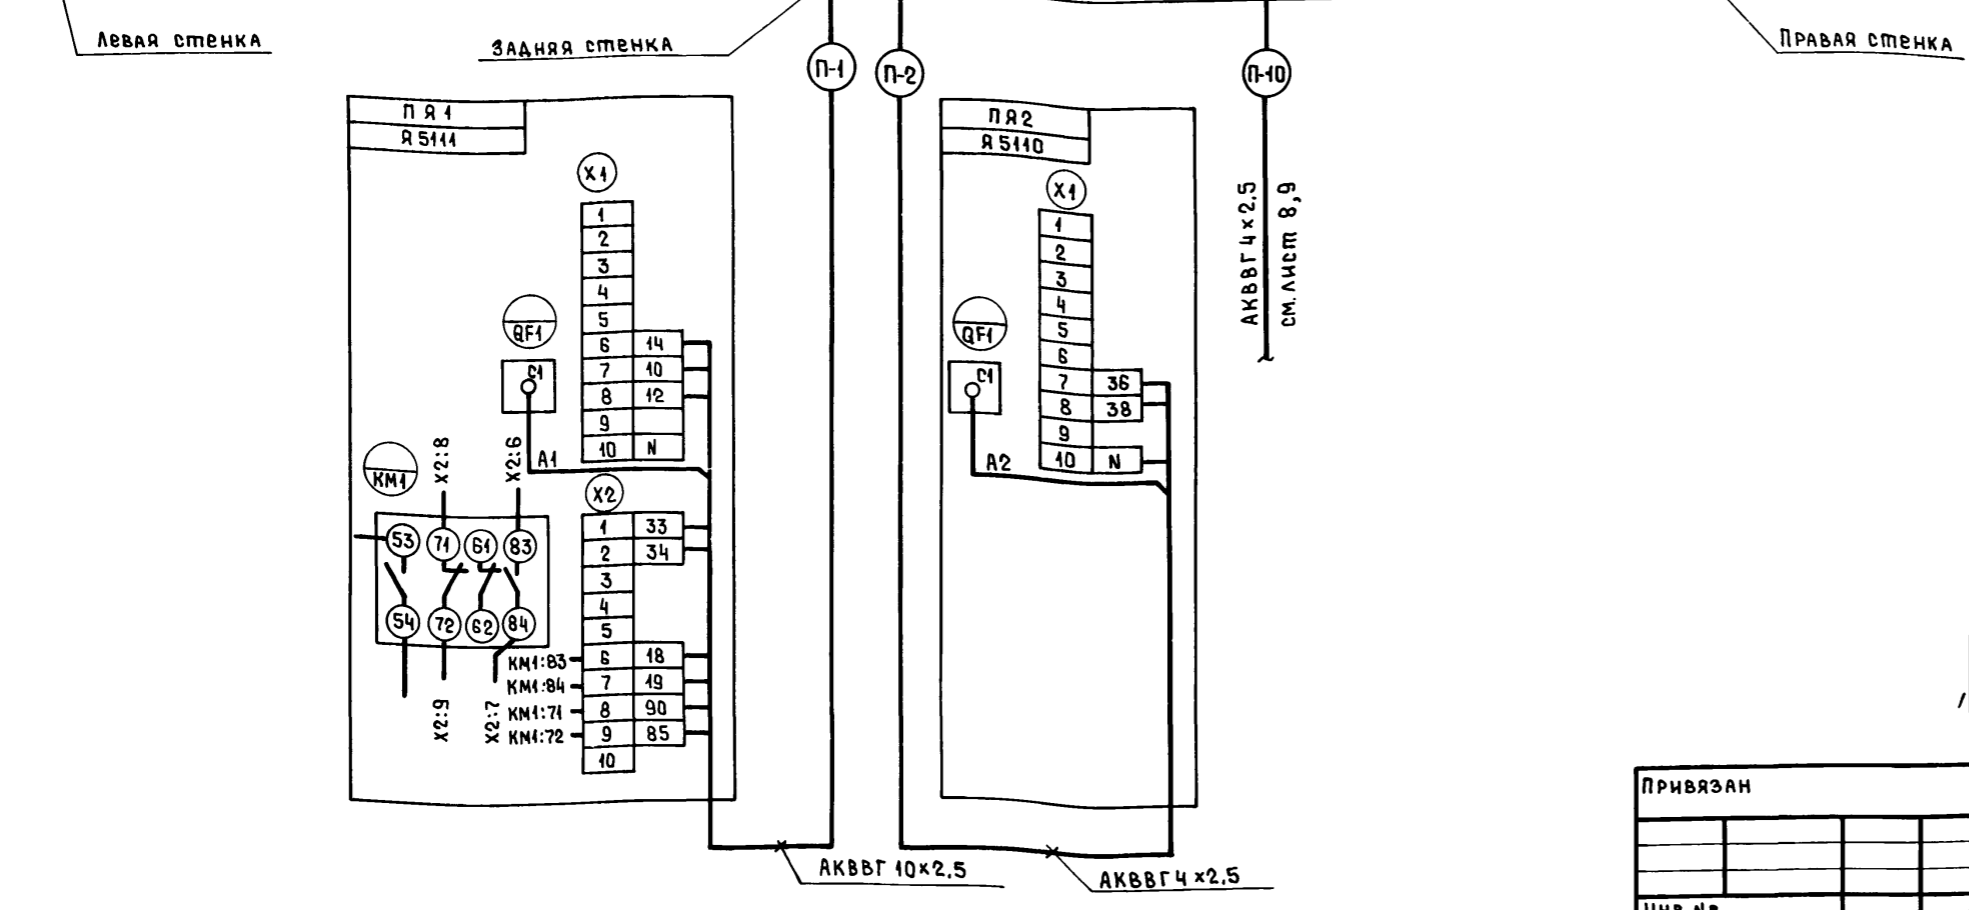 ЛЕВАЯ СТЕНКА
ЗАДНЯЯ СТЕНКА
ПРАВАЯ СТЕНКА
П-1
П-2
П-10
ПЯ1
Я5111
X1
1
2
3
4
5
6 14
7 10
8 12
9
10 N
QF1
C1
A1
KM1
X2:8
X2:6
53 71 61 83
54 72 62 84
X2:9
X2:7
X2
1 33
2 34
3
4
5
KM1:83 6 18
KM1:84 7 19
KM1:71 8 90
KM1:72 9 85
10
АКВВГ 10×2,5
ПЯ2
Я5110
X1
1
2
3
4
5
6
7 36
8 38
9
10 N
QF1
C1
A2
АКВВГ 4×2,5
АКВВГ 4×2,5
СМ. ЛИСТ 8,9
ПРИВЯЗАН